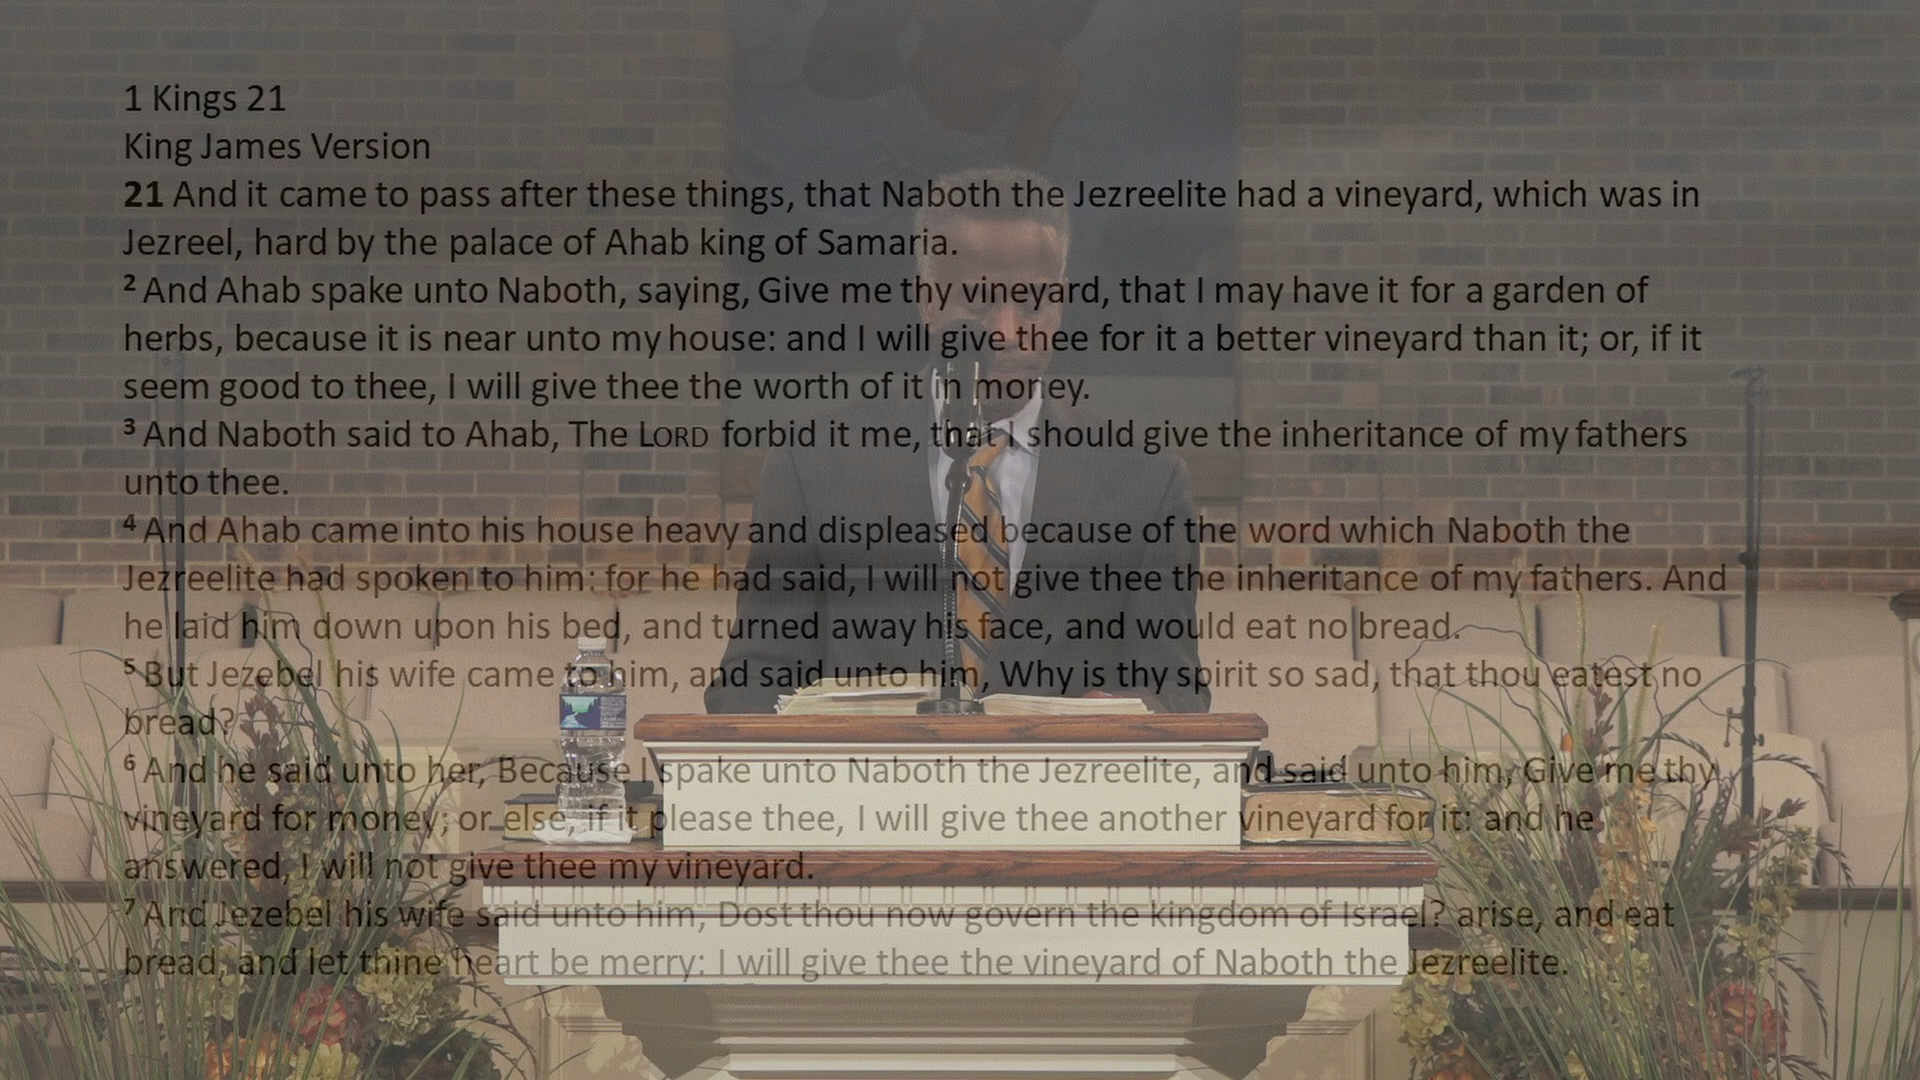 1 Kings 21
King James Version
21 And it came to pass after these things, that Naboth the Jezreelite had a vineyard, which was in
Jezreel, hard by the palace of Ahab king of Samaria.
2 And Ahab spake unto Naboth, saying, Give me thy vineyard, that I may have it for a garden of
herbs, because it is near unto my house: and I will give thee for it a better vineyard than it; or, if it
seem good to thee, I will give thee the worth of it in money.
3 And Naboth said to Ahab, The LORD forbid it me, that I should give the inheritance of my fathers
unto thee.
4 And Ahab came into his house heavy and displeased because of the word which Naboth the
Jezreelite had spoken to him: for he had said, I will not give thee the inheritance of my fathers. And
he laid him down upon his bed, and turned away his face, and would eat no bread.
5 But Jezebel his wife came to him, and said unto him, Why is thy spirit so sad, that thou eatest no
bread?
6 And he said unto her, Because I spake unto Naboth the Jezreelite, and said unto him, Give me thy
vineyard for money; or else, if it please thee, I will give thee another vineyard for it: and he
answered, I will not give thee my vineyard.
7 And Jezebel his wife said unto him, Dost thou now govern the kingdom of Israel? arise, and eat
bread, and let thine heart be merry: I will give thee the vineyard of Naboth the Jezreelite.